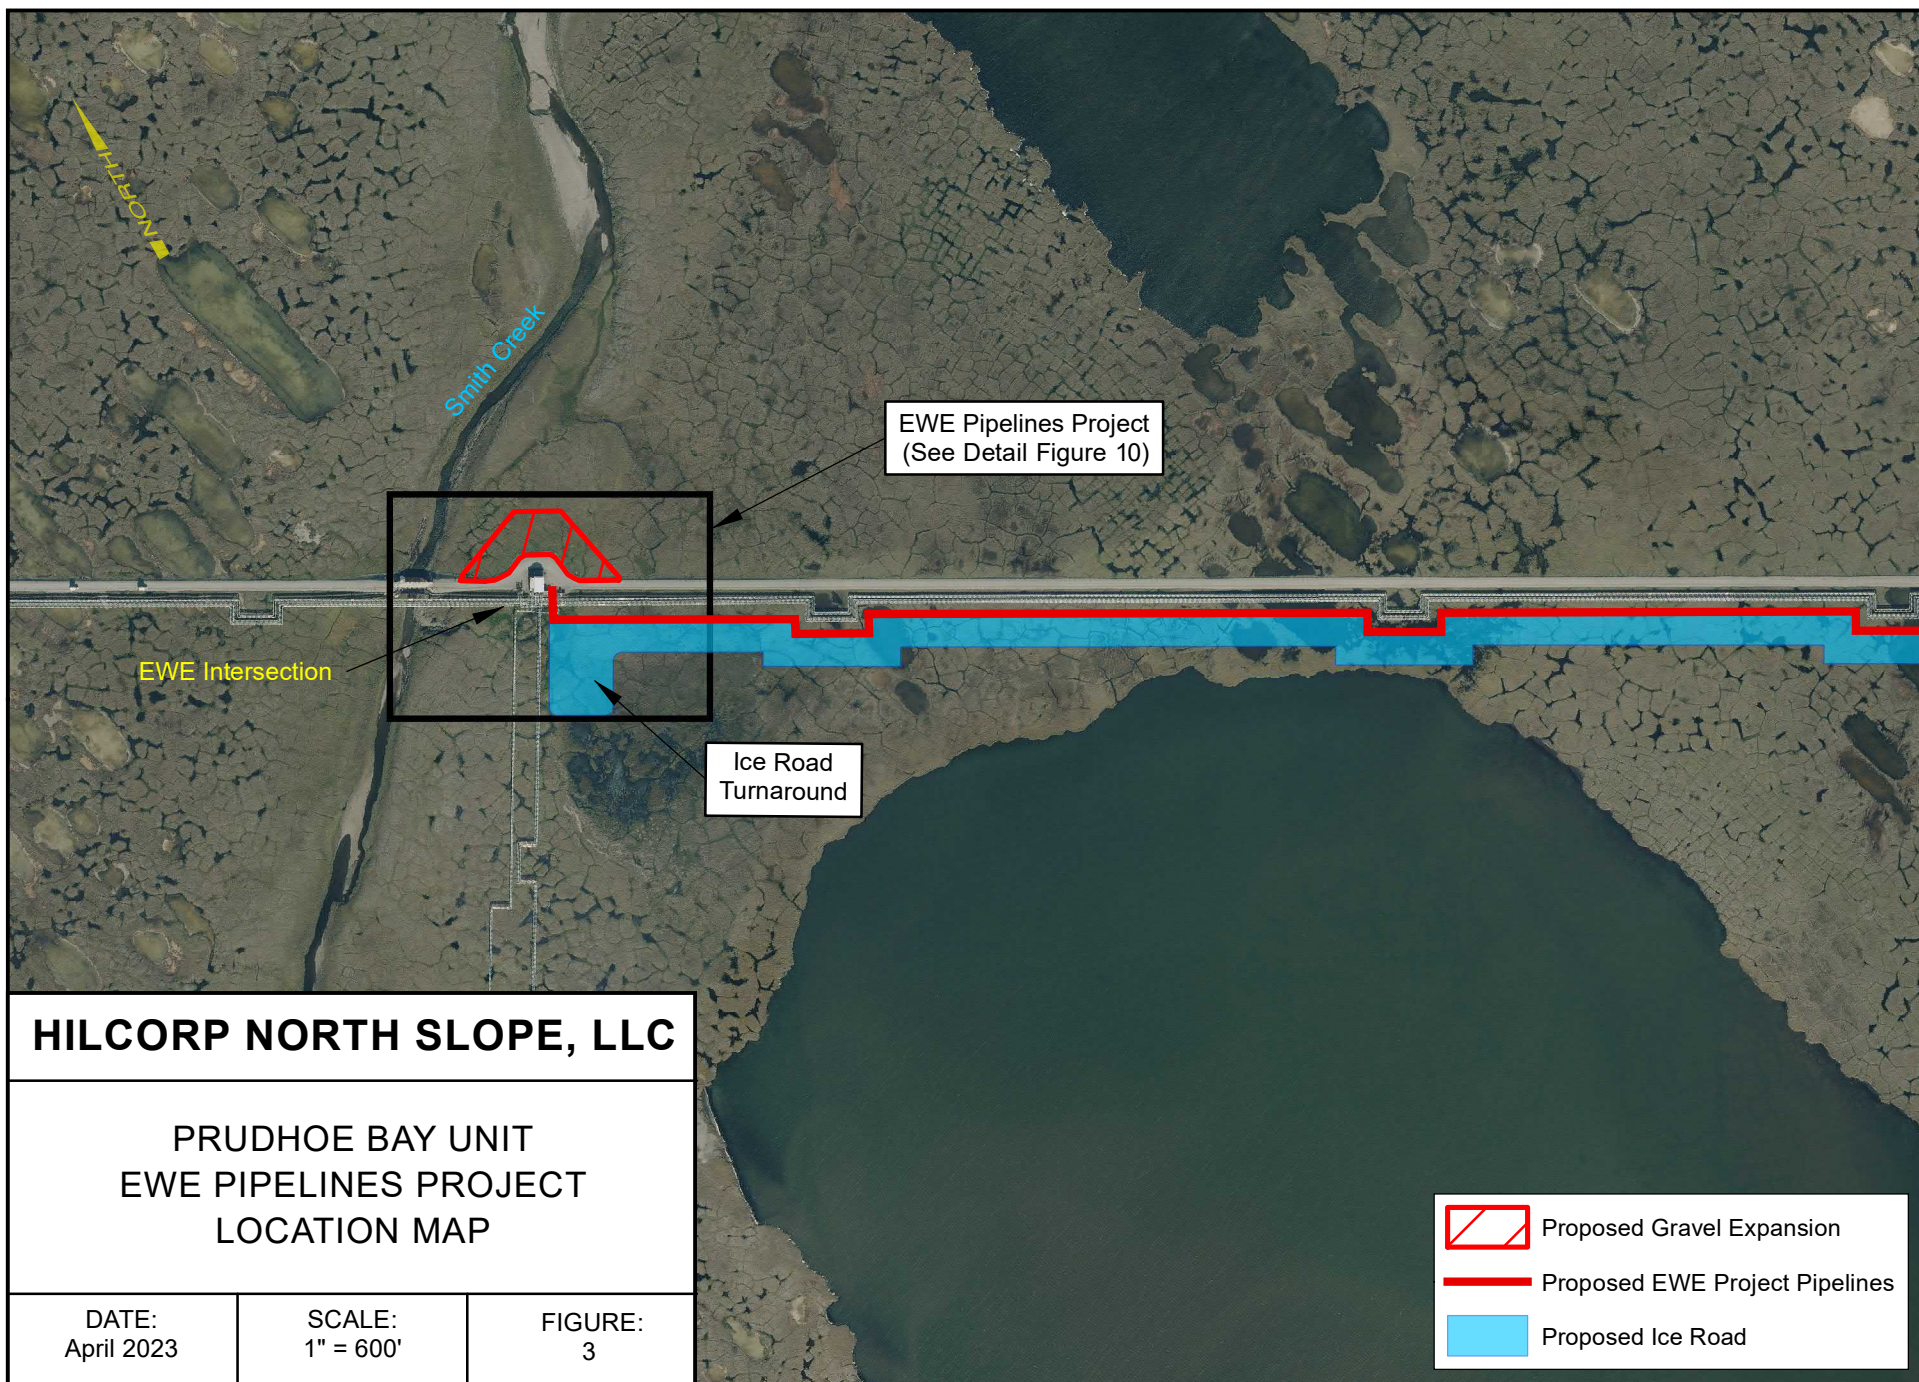 NORTH
Smith Creek
EWE Pipelines Project
(See Detail Figure 10)
EWE Intersection
Ice Road
Turnaround
HILCORP NORTH SLOPE, LLC
PRUDHOE BAY UNIT
EWE PIPELINES PROJECT
LOCATION MAP
DATE:
April 2023
SCALE:
1" = 600'
FIGURE:
3
Proposed Gravel Expansion
Proposed EWE Project Pipelines
Proposed Ice Road